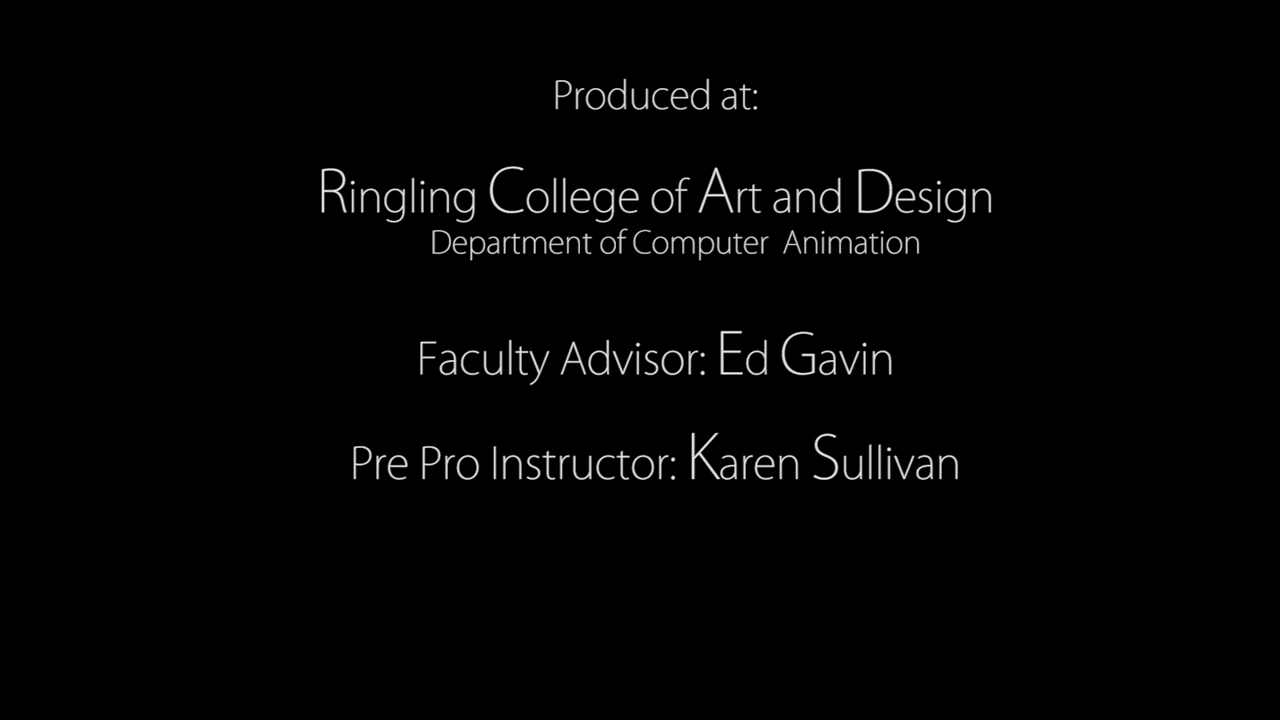 Produced at:
Ringling College of Art and Design
Department of Computer Animation
Faculty Advisor: Ed Gavin
Pre Pro Instructor: Karen Sullivan